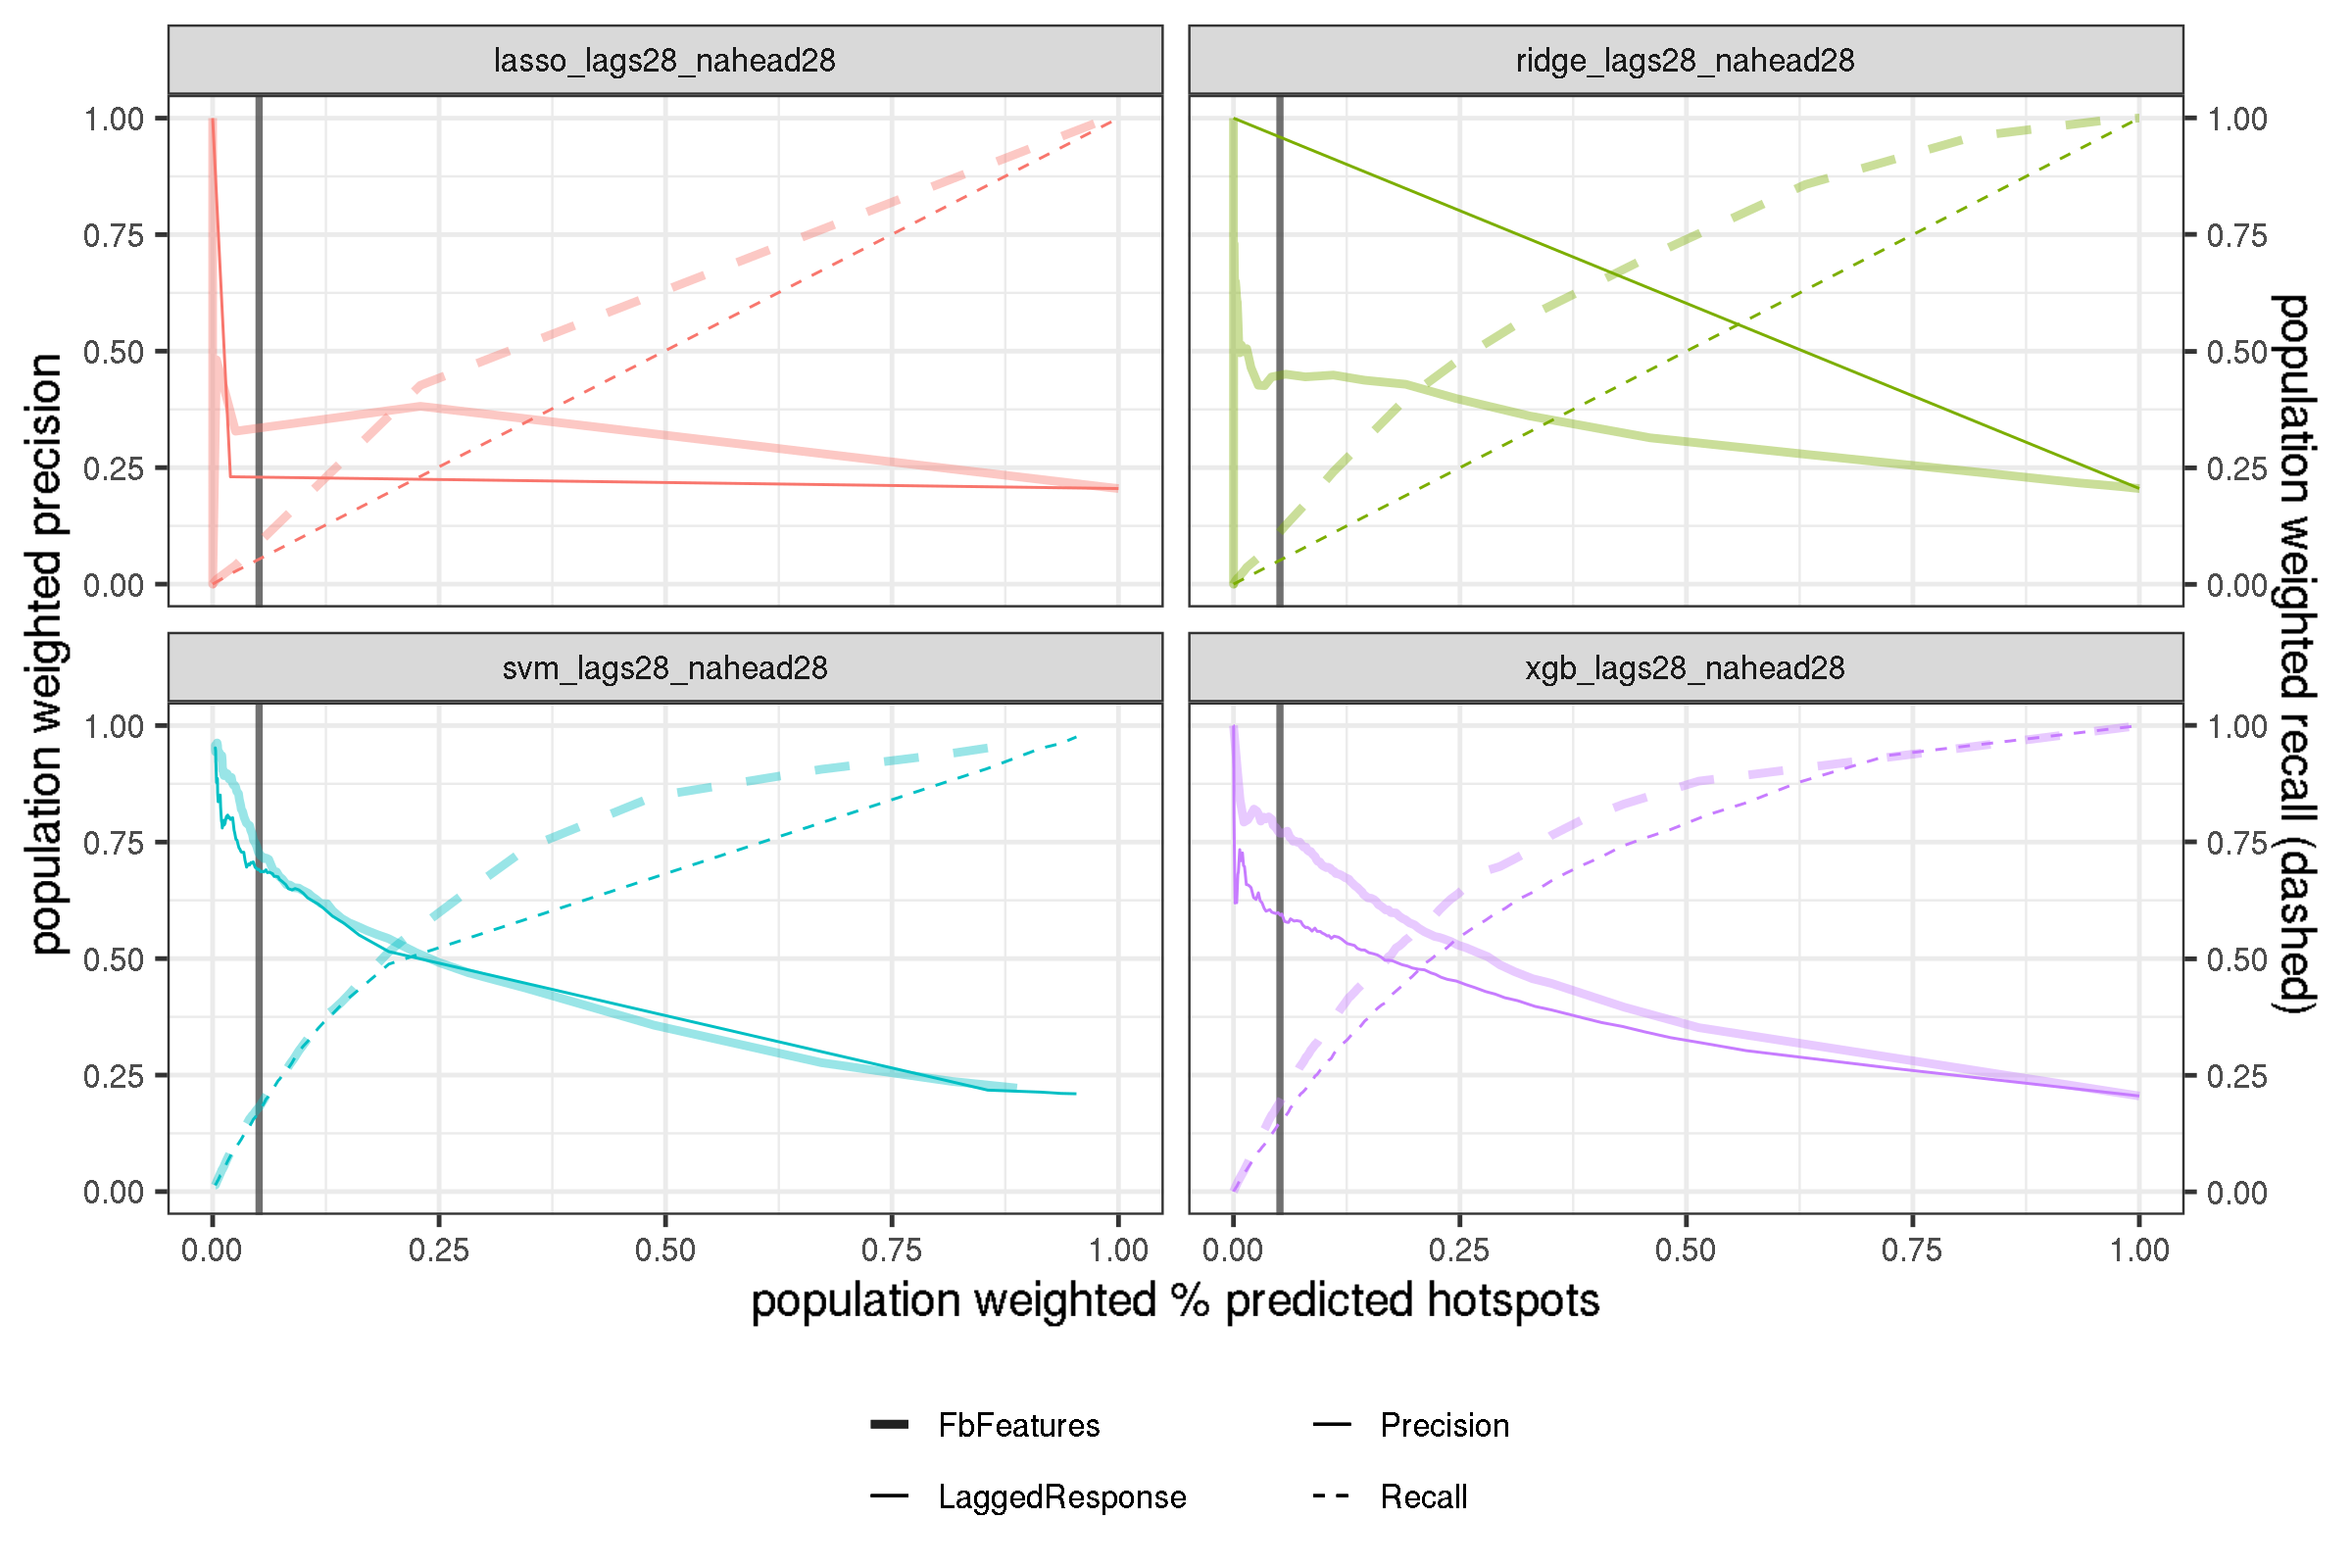 lasso_lags28_nahead28
ridge_lags28_nahead28
1.00
0.75
0.50
0.25
0.00
1.00
0.75
0.50
0.25
0.00
svm_lags28_nahead28
xgb_lags28_nahead28
1.00
0.75
0.50
0.25
0.00
1.00
0.75
0.50
0.25
0.00
0.00 0.25 0.50 0.75 1.00
0.00 0.25 0.50 0.75 1.00
population weighted precision
population weighted recall (dashed)
population weighted % predicted hotspots
FbFeatures
Precision
LaggedResponse
Recall